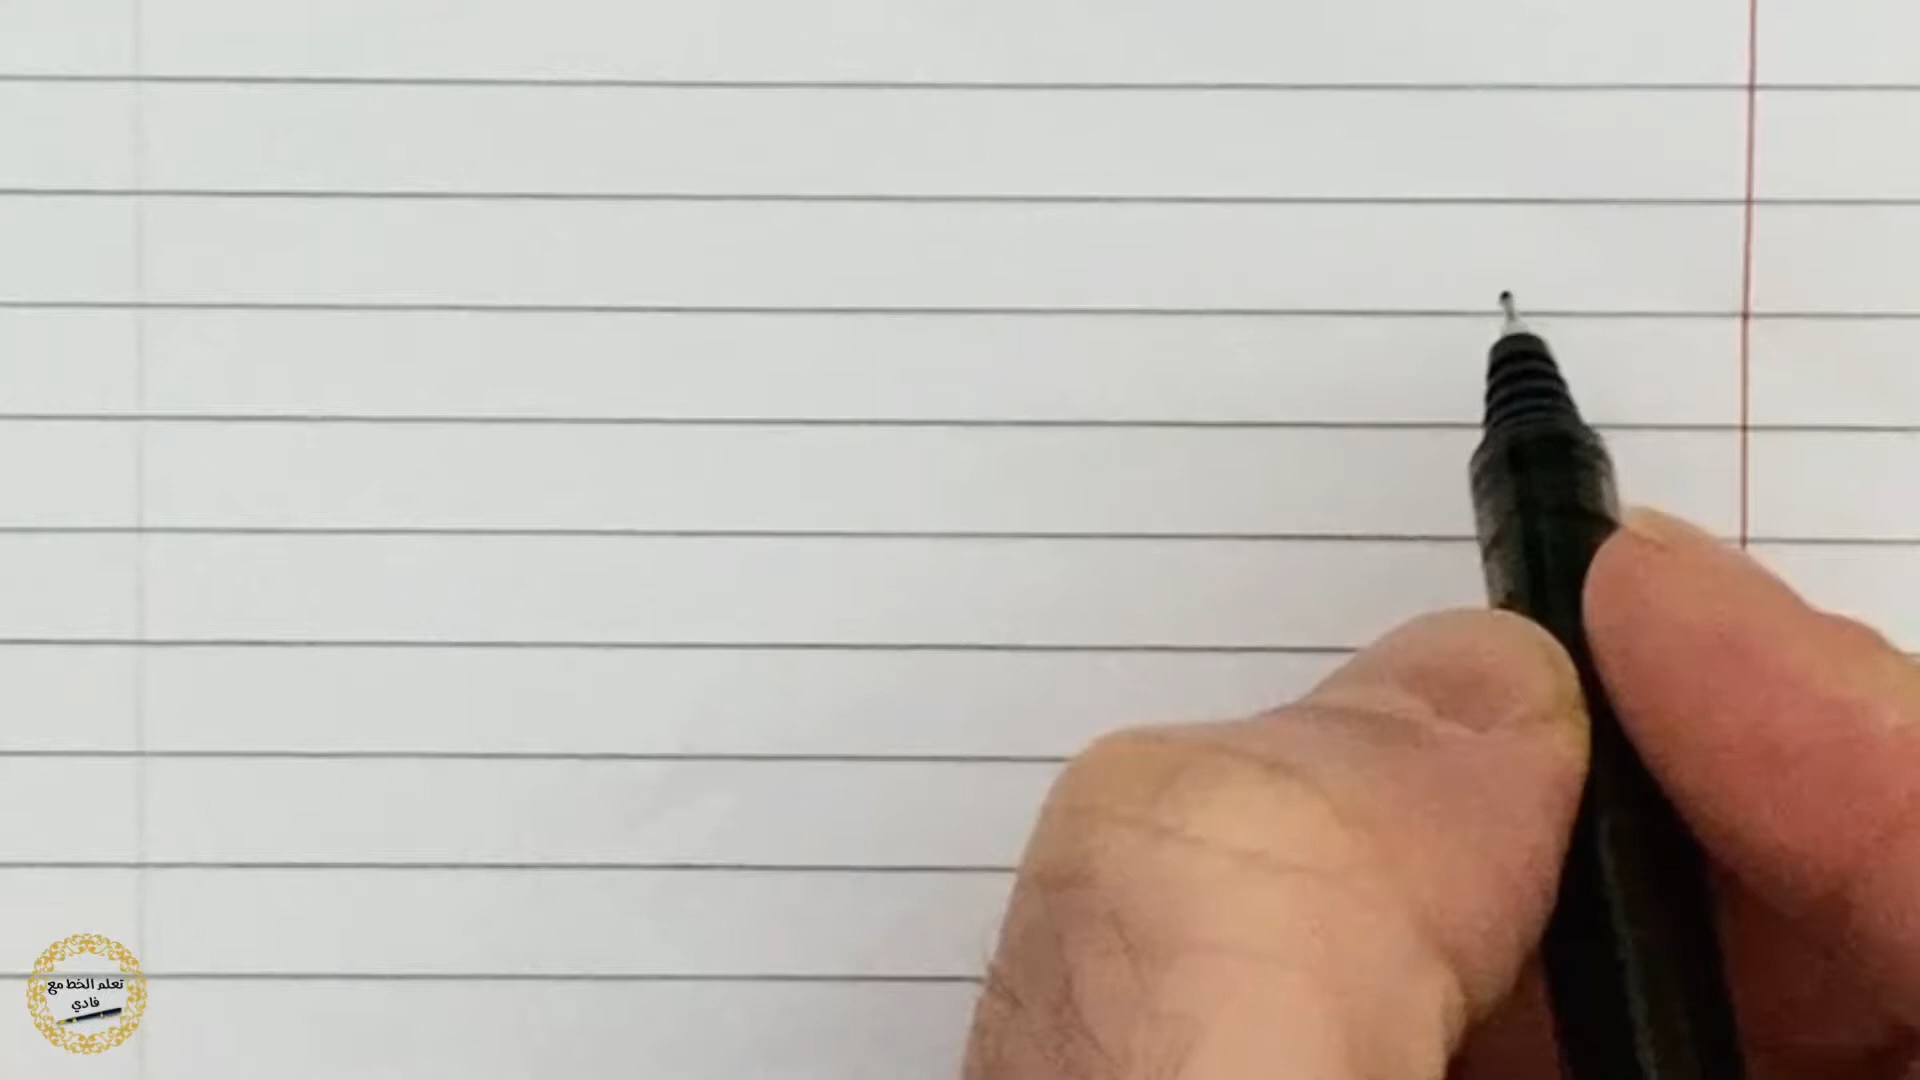 تعلم الخط مع
فادي